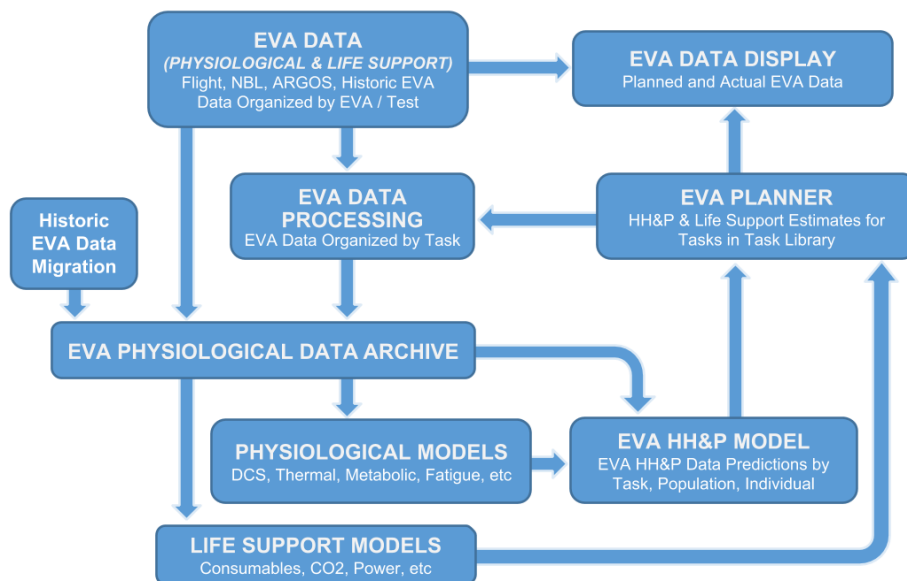 EVA DATA
(PHYSIOLOGICAL & LIFE SUPPORT)
Flight, NBL, ARGOS, Historic EVA
Data Organized by EVA / Test
EVA DATA DISPLAY
Planned and Actual EVA Data
EVA DATA
PROCESSING
EVA Data Organized by Task
EVA PLANNER
HH&P & Life Support Estimates for
Tasks in Task Library
Historic
EVA Data
Migration
EVA PHYSIOLOGICAL DATA ARCHIVE
PHYSIOLOGICAL MODELS
DCS, Thermal, Metabolic, Fatigue, etc
EVA HH&P MODEL
EVA HH&P Data Predictions by
Task, Population, Individual
LIFE SUPPORT MODELS
Consumables, CO2, Power, etc